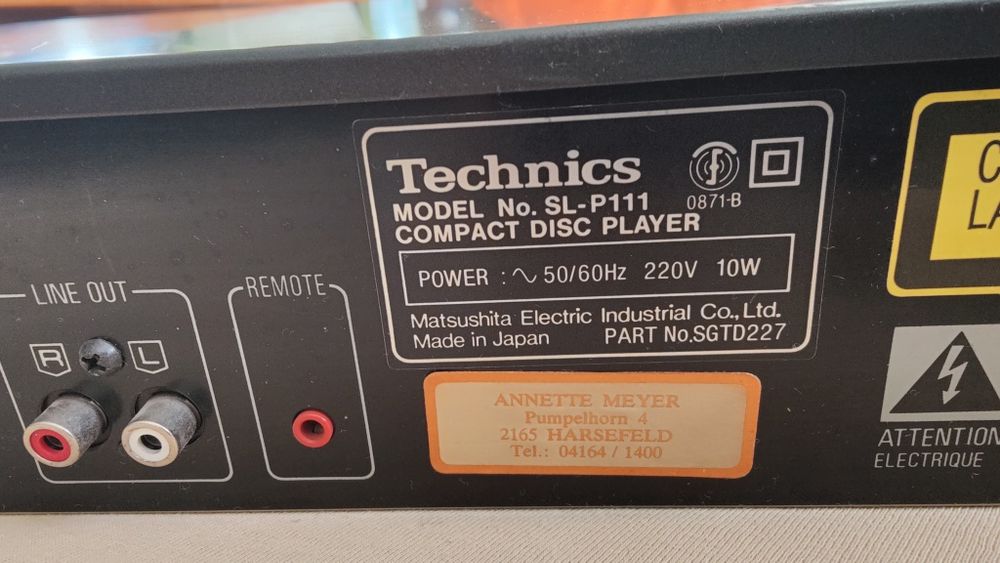 LINE OUT
R
L
REMOTE
Technics
0871-B
MODEL No. SL-P111
COMPACT DISC PLAYER
POWER : ∿ 50/60Hz 220V 10W
Matsushita Electric Industrial Co., Ltd.
Made in Japan PART No.SGTD227
ANNETTE MEYER
Pumpelhorn 4
2165 HARSEFELD
Tel.: 04164 / 1400
ATTENTION
ELECTRIQUE